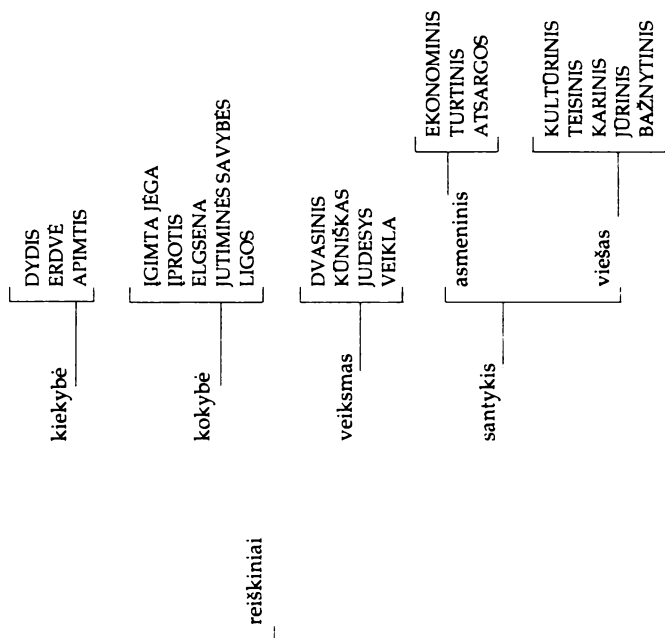 reiškiniai
kiekybė
DYDIS
ERDVĖ
APIMTIS
kokybė
ĮGIMTA JĖGA
ĮPROTIS
ELGSENA
JUTIMINĖS SAVYBĖS
LIGOS
veiksmas
DVASINIS
KŪNIŠKAS
JUDESYS
VEIKLA
santykis
asmeninis
EKONOMINIS
TURTINIS
ATSARGOS
viešas
KULTŪRINIS
TEISINIS
KARINIS
JŪRINIS
BAŽNYTINIS